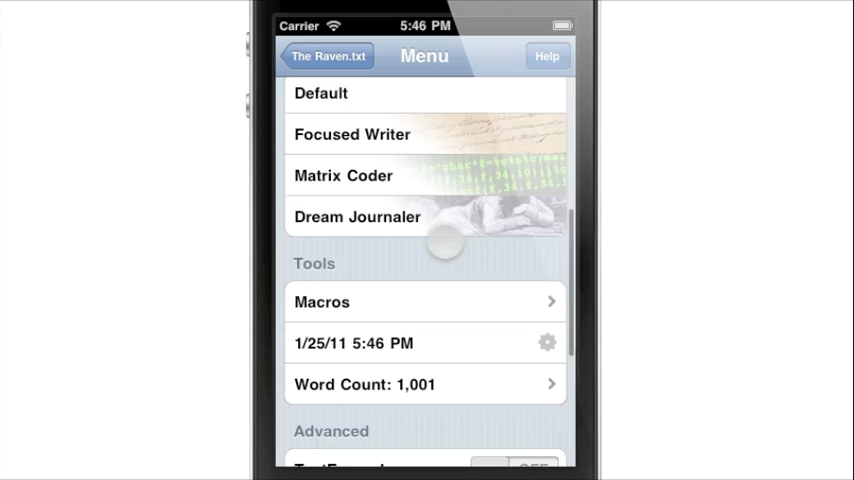 Carrier 5:46 PM
The Raven.txt Menu Help
Default
Focused Writer
Matrix Coder
Dream Journaler
Tools
Macros
1/25/11 5:46 PM
Word Count: 1,001
Advanced
OFF